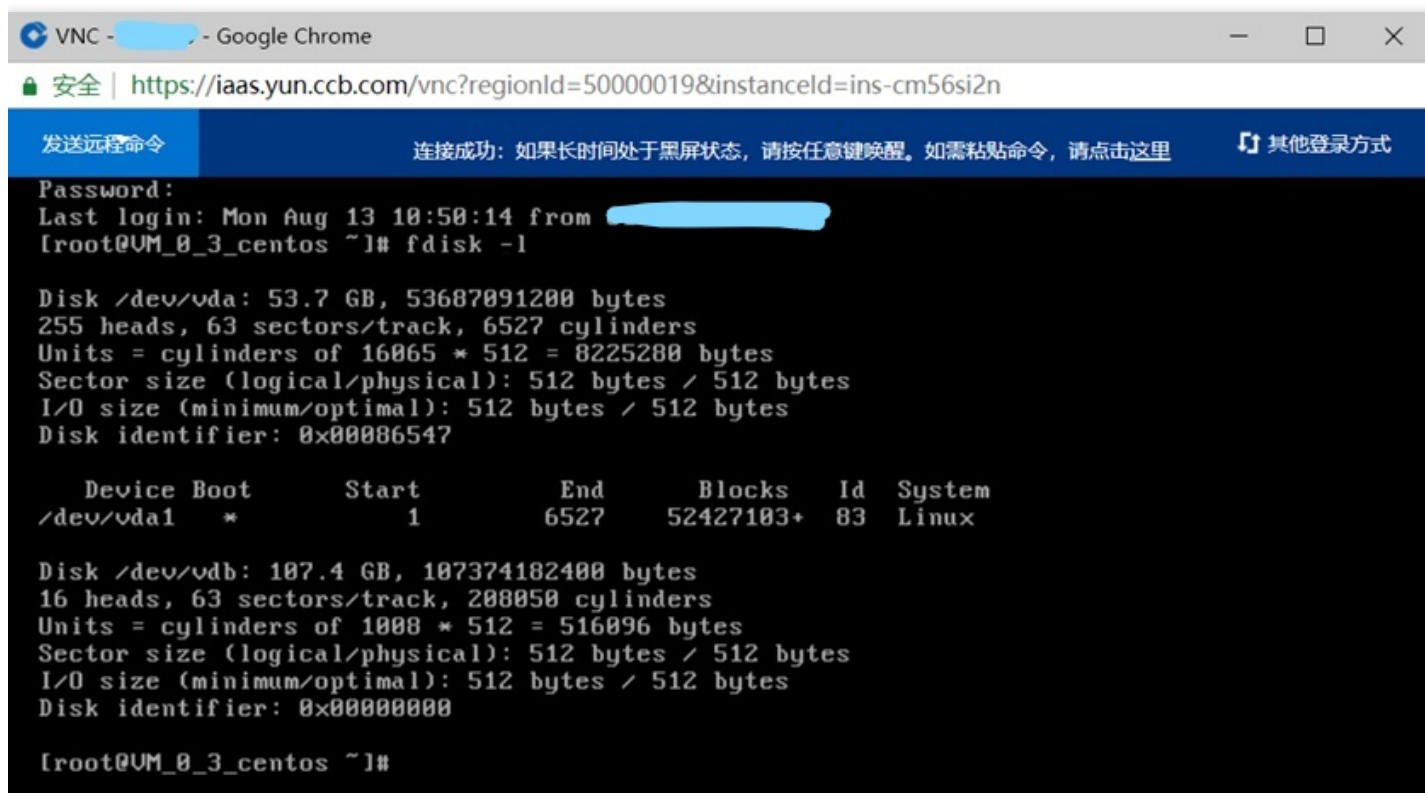 VNC - - Google Chrome
安全 | https://iaas.yun.ccb.com/vnc?regionId=50000019&instanceId=ins-cm56si2n
发送远程命令 连接成功：如果长时间处于黑屏状态，请按任意键唤醒。如需粘贴命令，请点击这里 其他登录方式
Password:
Last login: Mon Aug 13 10:50:14 from
[root@VM_0_3_centos ~]# fdisk -l
Disk /dev/vda: 53.7 GB, 53687091200 bytes
255 heads, 63 sectors/track, 6527 cylinders
Units = cylinders of 16065 * 512 = 8225280 bytes
Sector size (logical/physical): 512 bytes / 512 bytes
I/O size (minimum/optimal): 512 bytes / 512 bytes
Disk identifier: 0x00086547
Device Boot Start End Blocks Id System
/dev/vda1 * 1 6527 52427103+ 83 Linux
Disk /dev/vdb: 107.4 GB, 107374182400 bytes
16 heads, 63 sectors/track, 208050 cylinders
Units = cylinders of 1008 * 512 = 516096 bytes
Sector size (logical/physical): 512 bytes / 512 bytes
I/O size (minimum/optimal): 512 bytes / 512 bytes
Disk identifier: 0x00000000
[root@VM_0_3_centos ~]#